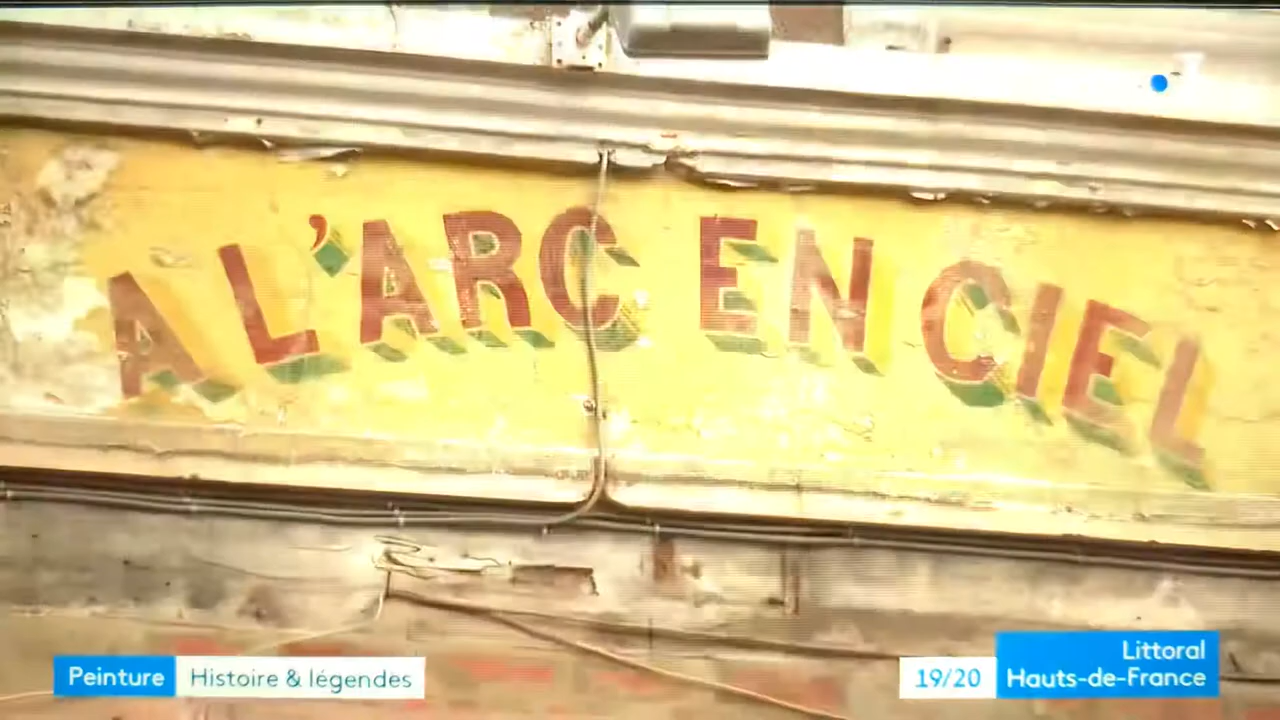 A L'ARC EN CIEL
Peinture Histoire & légendes
19/20 Littoral
Hauts-de-France